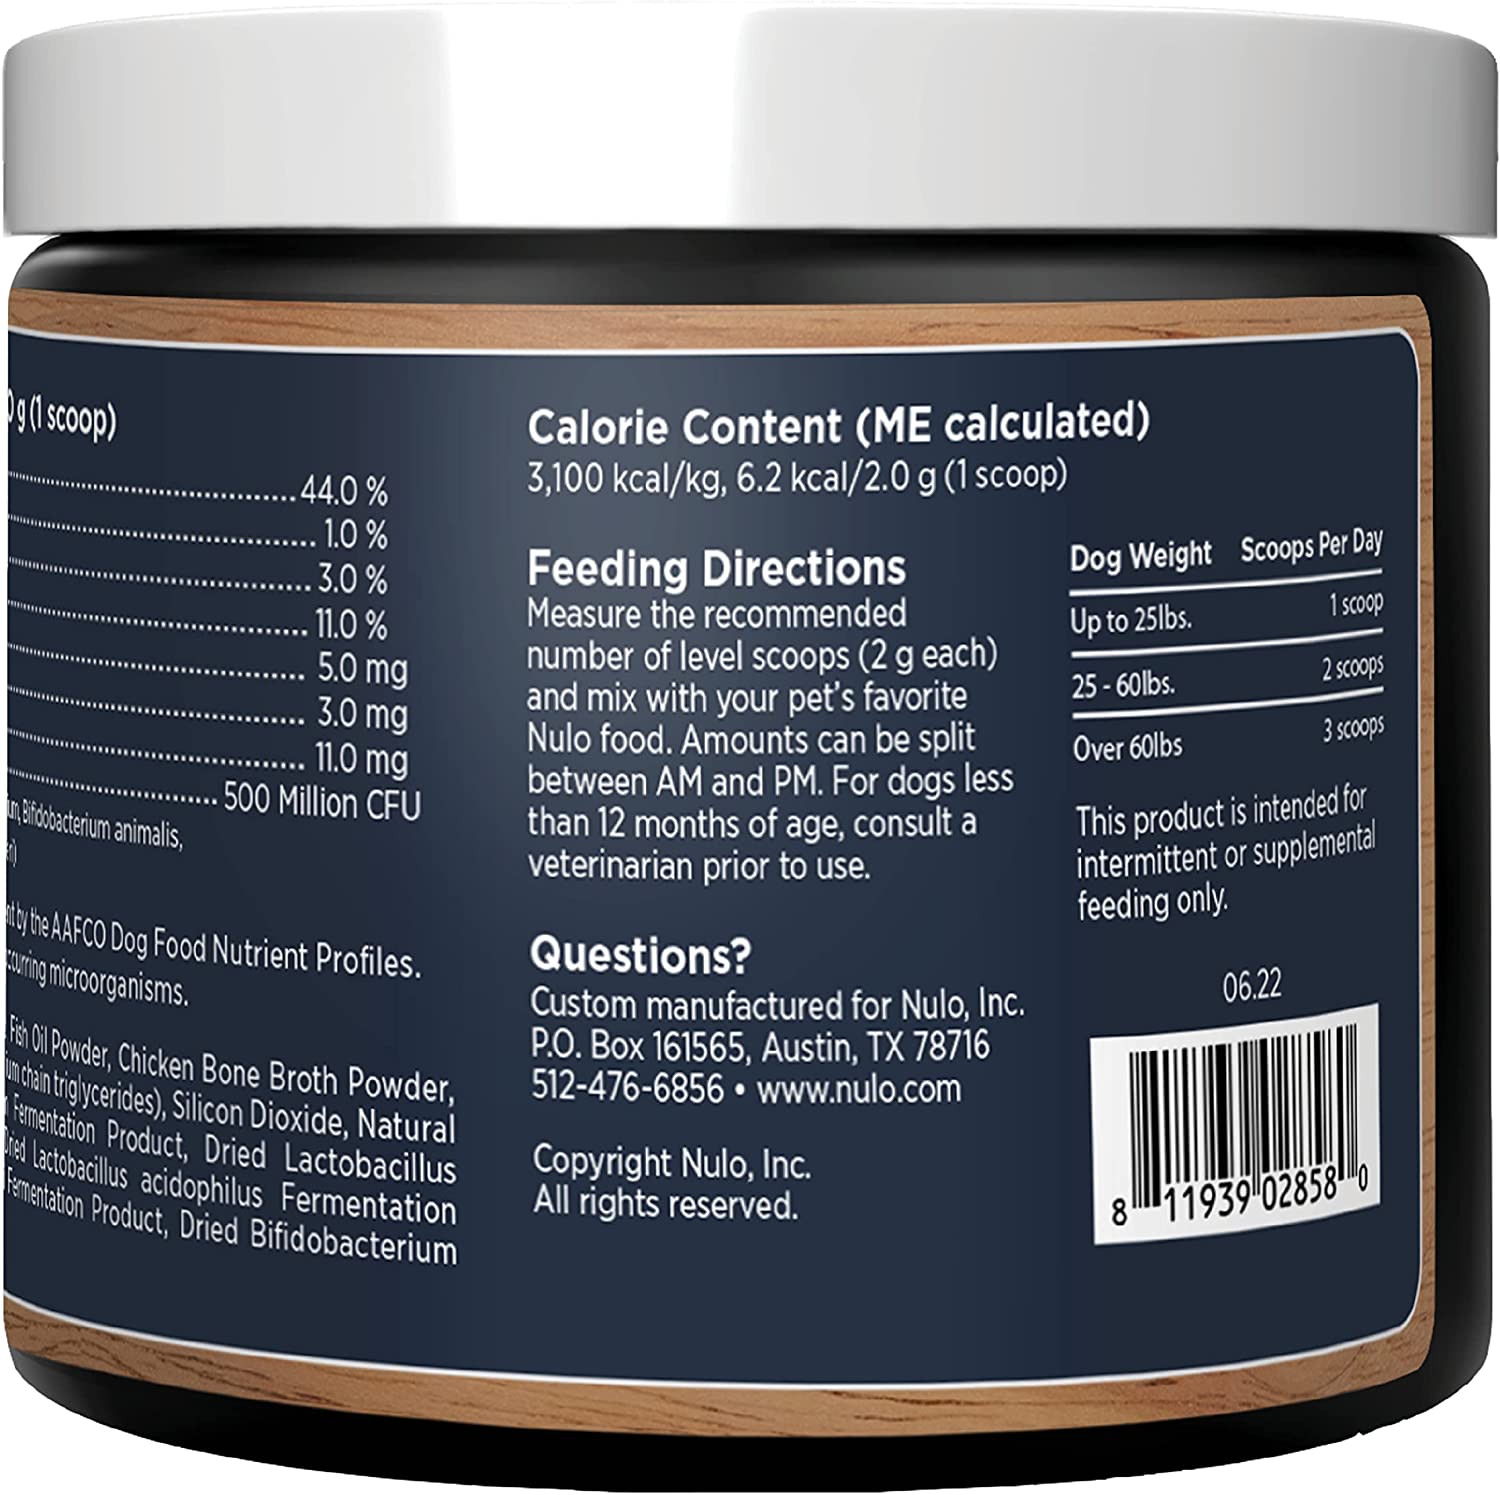 g (1 scoop)
44.0 %
1.0 %
3.0 %
11.0 %
5.0 mg
3.0 mg
11.0 mg
500 Million CFU
Bifidobacterium animalis,
by the AAFCO Dog Food Nutrient Profiles.
microorganisms.
Fish Oil Powder, Chicken Bone Broth Powder,
chain triglycerides), Silicon Dioxide, Natural
Fermentation Product, Dried Lactobacillus
Dried Lactobacillus acidophilus Fermentation
Fermentation Product, Dried Bifidobacterium
Calorie Content (ME calculated)
3,100 kcal/kg, 6.2 kcal/2.0 g (1 scoop)
Feeding Directions
Measure the recommended
number of level scoops (2 g each)
and mix with your pet's favorite
Nulo food. Amounts can be split
between AM and PM. For dogs less
than 12 months of age, consult a
veterinarian prior to use.
Questions?
Custom manufactured for Nulo, Inc.
P.O. Box 161565, Austin, TX 78716
512-476-6856 • www.nulo.com
Copyright Nulo, Inc.
All rights reserved.
Dog Weight Scoops Per Day
Up to 25lbs. 1 scoop
25 - 60lbs. 2 scoops
Over 60lbs 3 scoops
This product is intended for
intermittent or supplemental
feeding only.
06.22
8 11939 02858 0